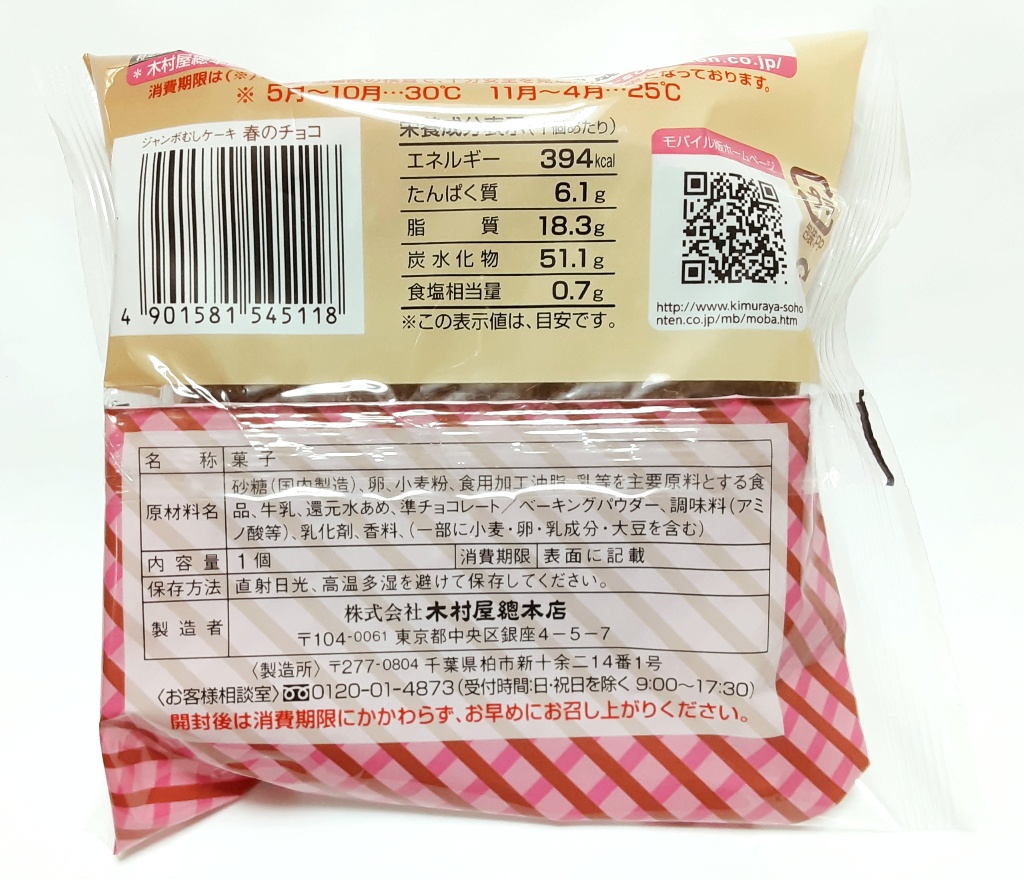 ＊木村屋總
ten.co.jp/
消費期限は(※)
なっております。
※ 5月～10月…30℃ 11月～4月…25℃
ジャンボむしケーキ 春のチョコ
4 901581 545118
栄養成分表示(1個あたり)
エネルギー 394kcal
たんぱく質 6.1g
脂質 18.3g
炭水化物 51.1g
食塩相当量 0.7g
※この表示値は、目安です。
モバイル版ホームページ
http://www.kimuraya-soho
nten.co.jp/mb/moba.htm
名称 菓子
原材料名 砂糖(国内製造)、卵、小麦粉、食用加工油脂、乳等を主要原料とする食
品、牛乳、還元水あめ、準チョコレート／ベーキングパウダー、調味料(アミ
ノ酸等)、乳化剤、香料、(一部に小麦・卵・乳成分・大豆を含む)
内容量 1個 消費期限 表面に記載
保存方法 直射日光、高温多湿を避けて保存してください。
製造者 株式会社木村屋總本店
〒104-0061 東京都中央区銀座4－5－7
〈製造所〉〒277-0804 千葉県柏市新十余二14番1号
〈お客様相談室〉0120-01-4873(受付時間:日・祝日を除く 9:00～17:30)
開封後は消費期限にかかわらず、お早めにお召し上がりください。